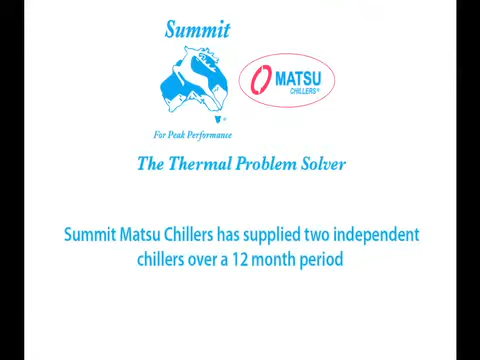 Summit
MATSU
CHILLERS®
®
For Peak Performance
The Thermal Problem Solver
Summit Matsu Chillers has supplied two independent
chillers over a 12 month period